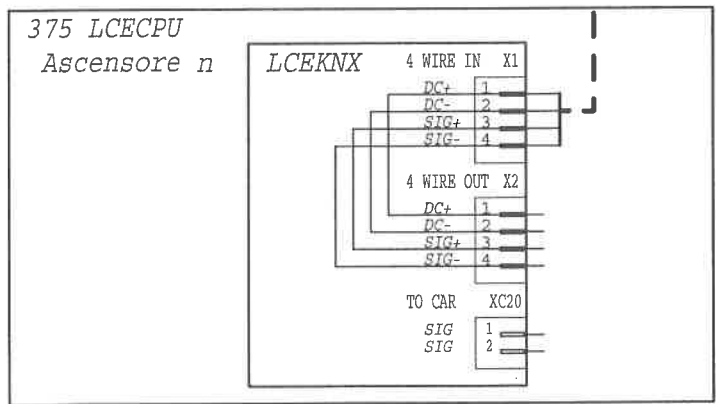 375 LCECPU
Ascensore n
LCEKNX 4 WIRE IN X1
DC+ 1
DC- 2
SIG+ 3
SIG- 4
4 WIRE OUT X2
DC+ 1
DC- 2
SIG+ 3
SIG- 4
TO CAR XC20
SIG 1
SIG 2